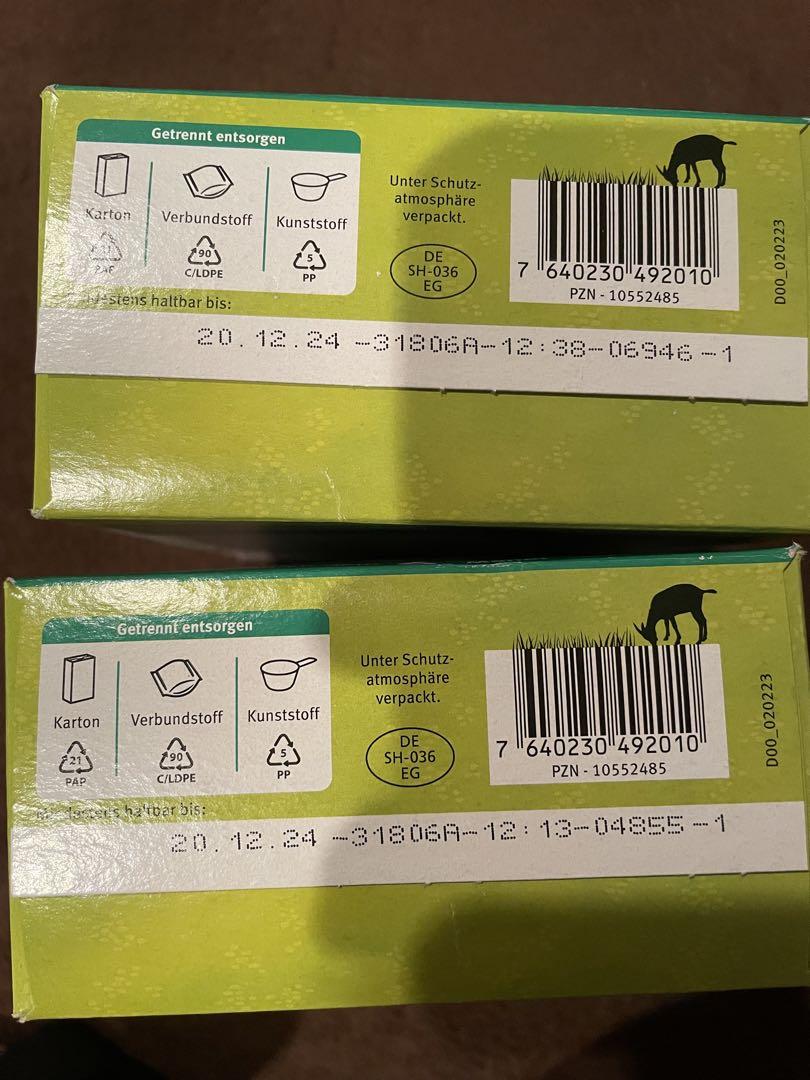 Getrennt entsorgen
Karton
Verbundstoff
Kunststoff
21
PAP
90
C/LDPE
5
PP
Unter Schutz-
atmosphäre
verpackt.
DE
SH-036
EG
7 640230 492010
PZN - 10552485
D00_020223
Mindestens haltbar bis:
20.12.24 -31806A-12:38-06946-1
Getrennt entsorgen
Karton
Verbundstoff
Kunststoff
21
PAP
90
C/LDPE
5
PP
Unter Schutz-
atmosphäre
verpackt.
DE
SH-036
EG
7 640230 492010
PZN - 10552485
D00_020223
Mindestens haltbar bis:
20.12.24 -31806A-12:13-04855-1